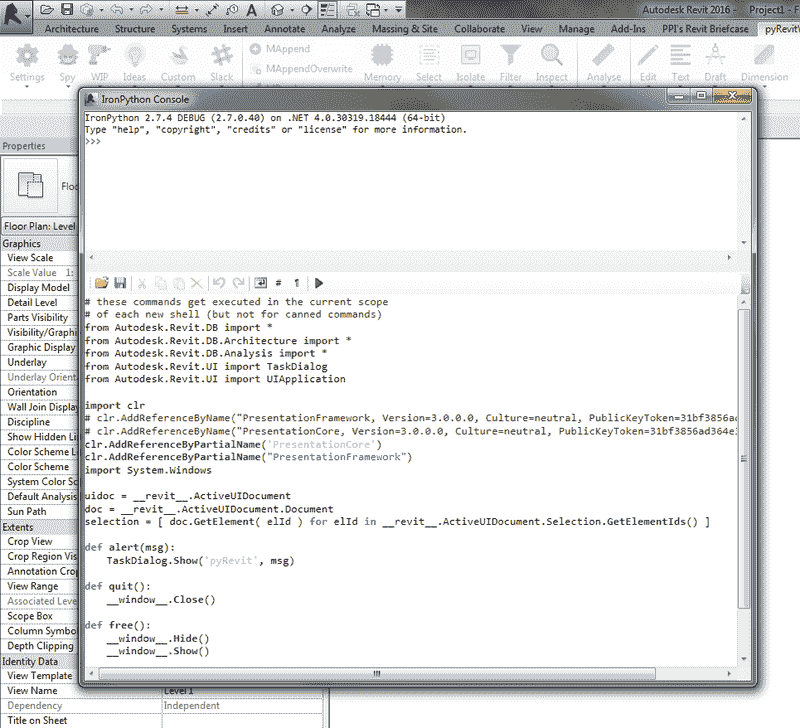 Autodesk Revit 2016 - Project1 - F
Architecture Structure Systems Insert Annotate Analyze Massing & Site Collaborate View Manage Add-Ins PPI's Revit Briefcase pyRevit
Settings Spy WIP Ideas Custom Slack
MAppend
MAppendOverwrite
Memory Select Isolate Filter Inspect Analyse Edit Text Draft Dimension
IronPython Console
IronPython 2.7.4 DEBUG (2.7.0.40) on .NET 4.0.30319.18444 (64-bit)
Type "help", "copyright", "credits" or "license" for more information.
>>>
# these commands get executed in the current scope
# of each new shell (but not for canned commands)
from Autodesk.Revit.DB import *
from Autodesk.Revit.DB.Architecture import *
from Autodesk.Revit.DB.Analysis import *
from Autodesk.Revit.UI import TaskDialog
from Autodesk.Revit.UI import UIApplication
import clr
# clr.AddReferenceByName("PresentationFramework, Version=3.0.0.0, Culture=neutral, PublicKeyToken=31bf3856ad
# clr.AddReferenceByName("PresentationCore, Version=3.0.0.0, Culture=neutral, PublicKeyToken=31bf3856ad364e3
clr.AddReferenceByPartialName('PresentationCore')
clr.AddReferenceByPartialName("PresentationFramework")
import System.Windows
uidoc = __revit__.ActiveUIDocument
doc = __revit__.ActiveUIDocument.Document
selection = [ doc.GetElement( elId ) for elId in __revit__.ActiveUIDocument.Selection.GetElementIds() ]
def alert(msg):
TaskDialog.Show('pyRevit', msg)
def quit():
__window__.Close()
def free():
__window__.Hide()
__window__.Show()
Properties
Floo
Floor Plan: Level
Graphics
View Scale
Scale Value 1:
Display Model
Detail Level
Parts Visibility
Visibility/Graphi
Graphic Display
Underlay
Underlay Orient
Orientation
Wall Join Display
Discipline
Show Hidden Li
Color Scheme L
Color Scheme
System Color Sc
Default Analysis
Sun Path
Extents
Crop View
Crop Region Vis
Annotation Crop
View Range
Associated Leve
Scope Box
Column Symbo
Depth Clipping
Identity Data
View Template
View Name Level 1
Dependency Independent
Title on Sheet